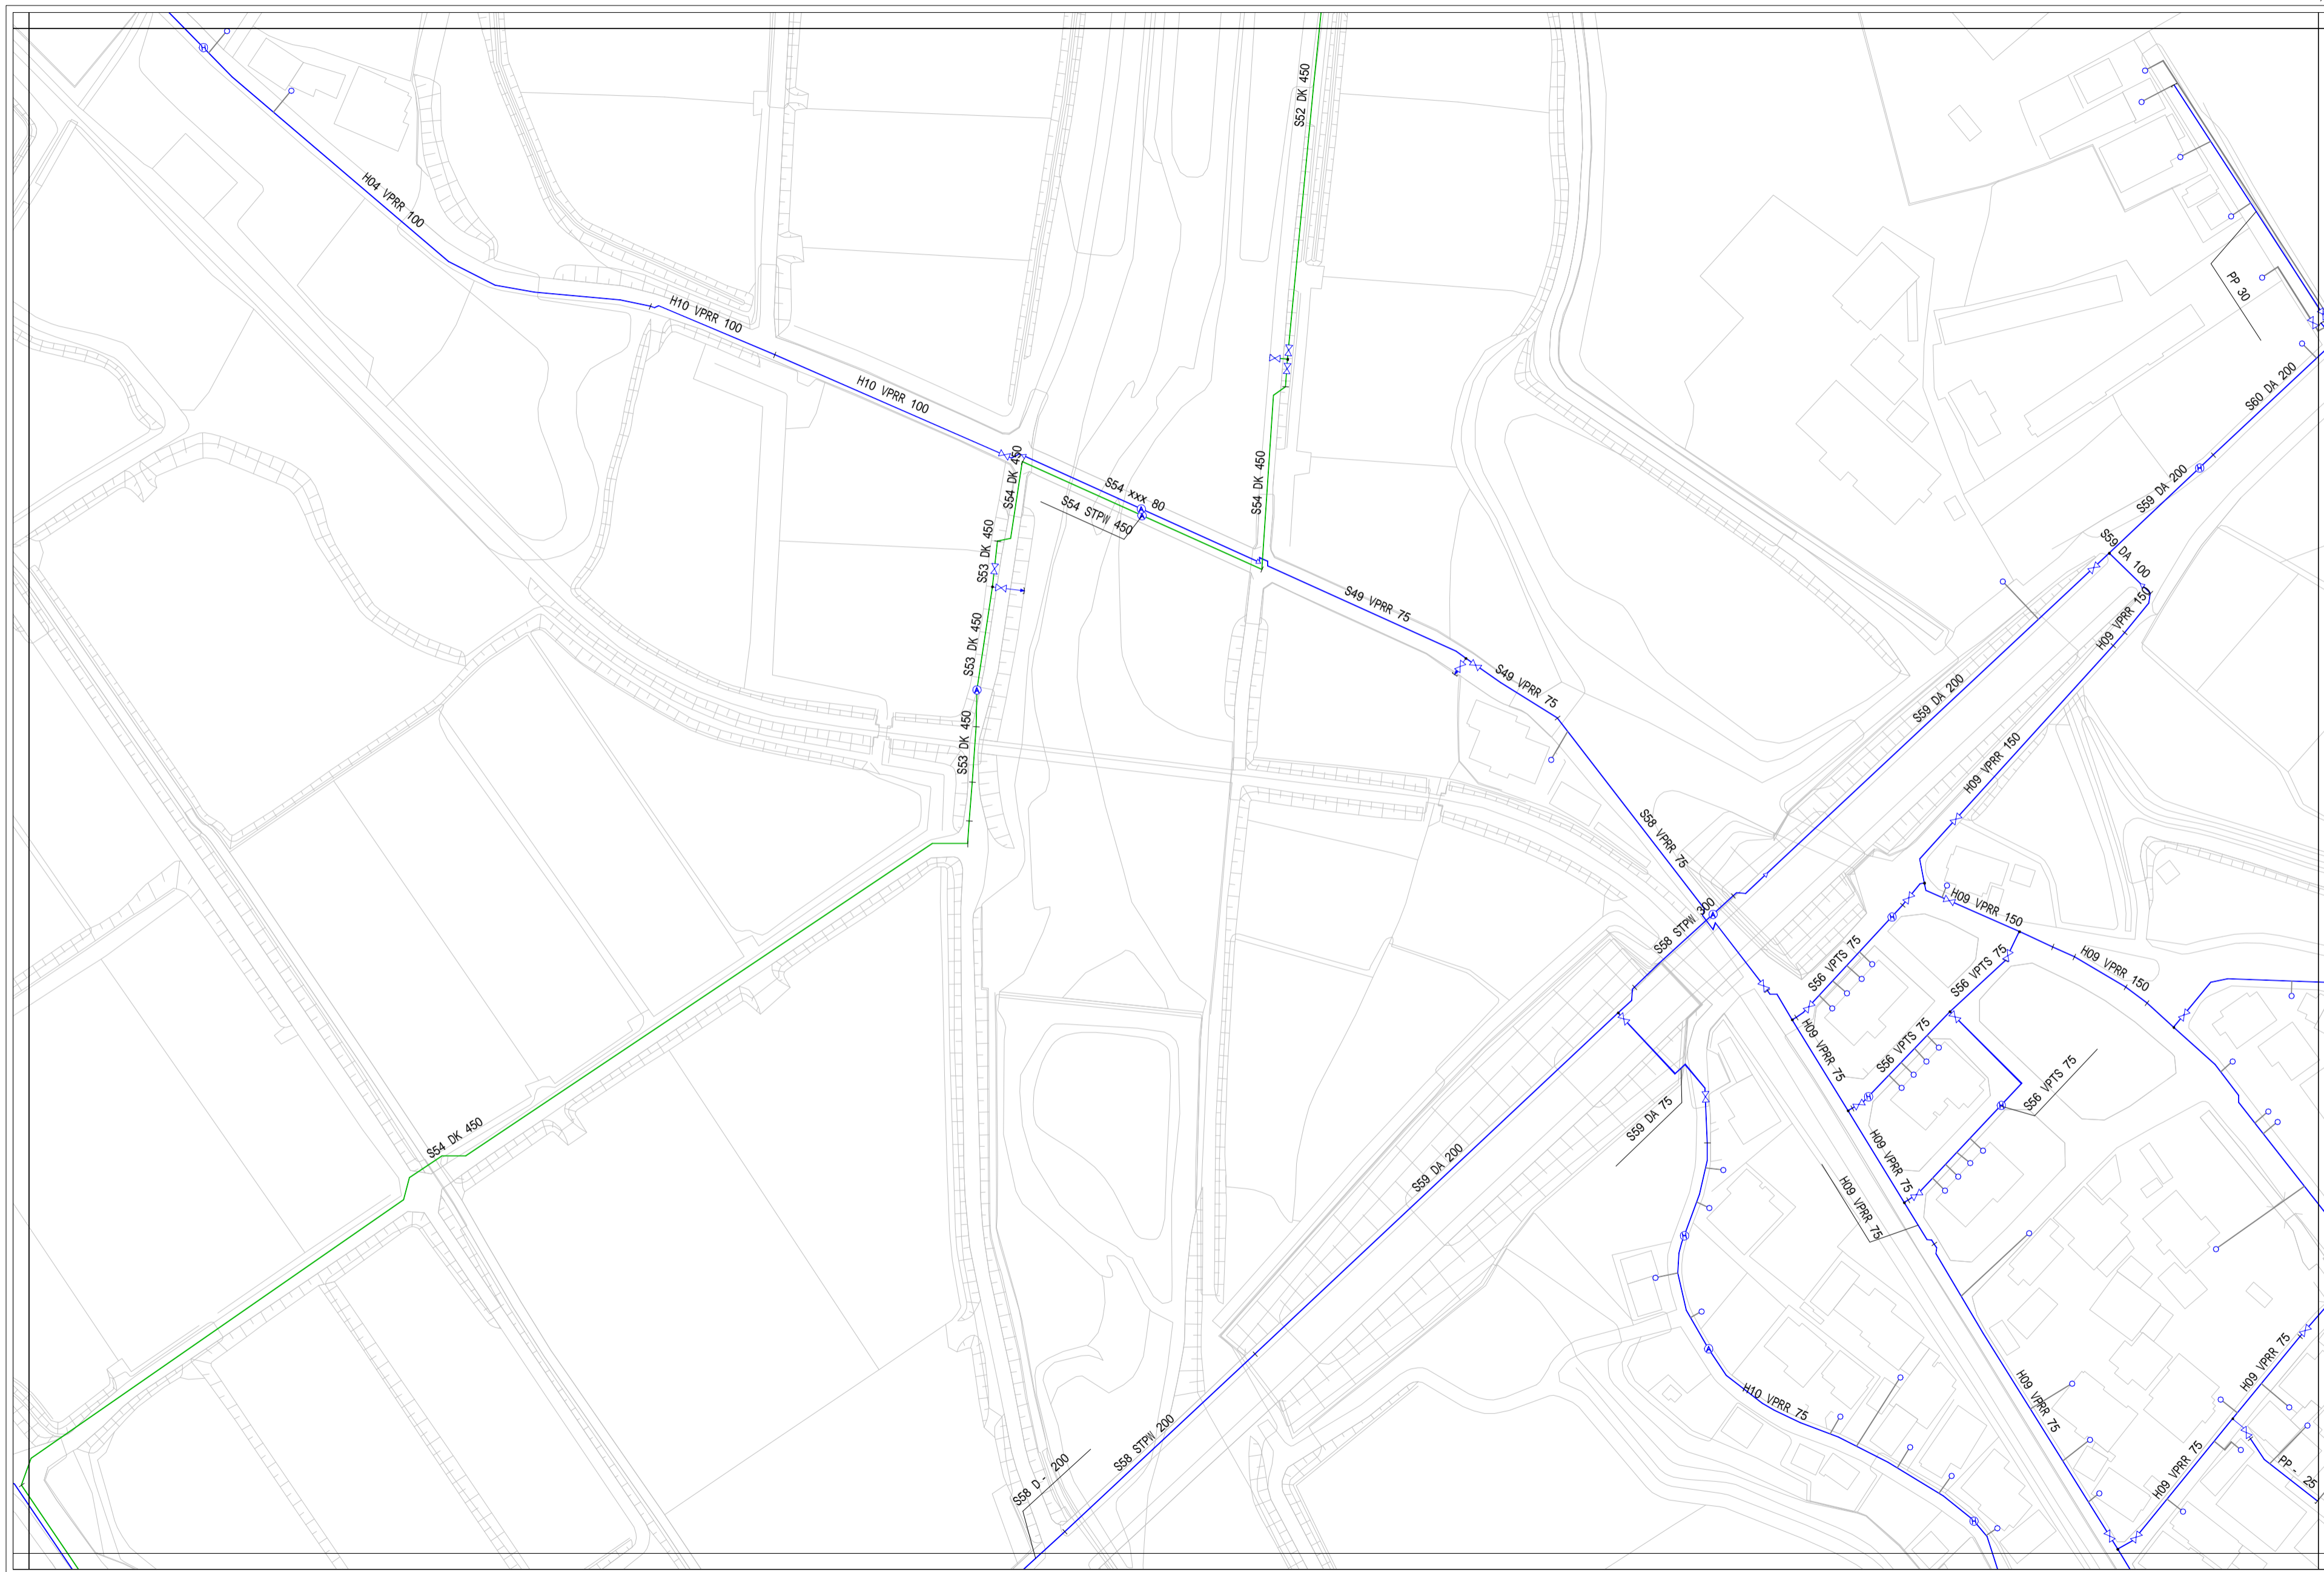 S52 DK 450
H04 VPRR 100
PP 30
H10 VPRR 100
H10 VPRR 100
S60 DA 200
S54 DK 450
S54 xxx 80
S54 STPW 450
S54 DK 450
S59 DA 200
S53 DK 450
S59 DA 100
S49 VPRR 75
H09 VPRR 150
S53 DK 450
S49 VPRR 75
S59 DA 200
S53 DK 450
H09 VPRR 150
S58 VPRR 75
S58 STPW 300
H09 VPRR 150
S56 VPTS 75
S56 VPTS 75
H09 VPRR 150
H09 VPRR 75
S56 VPTS 75
S56 VPTS 75
S59 DA 75
S54 DK 450
S59 DA 200
H09 VPRR 75
H09 VPRR 75
H10 VPRR 75
H09 VPRR 75
H09 VPRR 75
S58 STPW 200
S58 D - 200
H09 VPRR 75
PP - 25
H
H
H
H
H
H
H
H
A
A
A
A
A